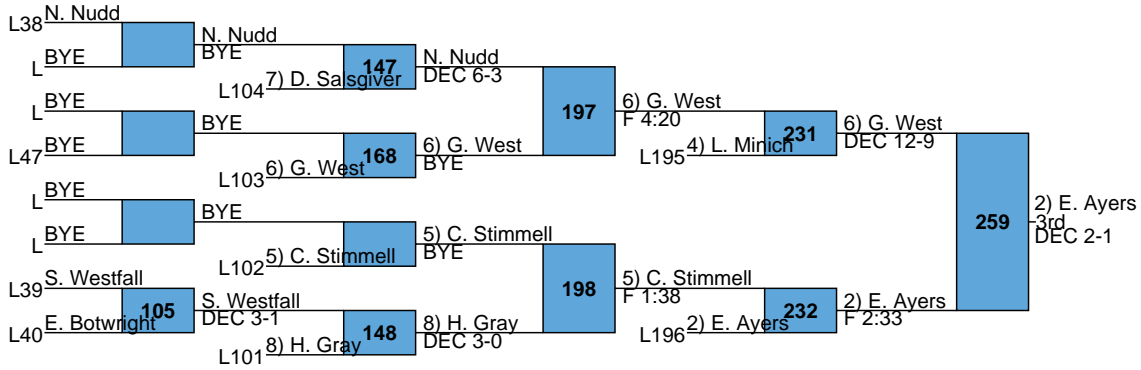 L38 N. Nudd
L BYE
N. Nudd
BYE
L BYE
L47 BYE
BYE
L BYE
L BYE
BYE
L39 S. Westfall
L40 E. Botwright
105
S. Westfall
DEC 3-1
L104 7) D. Salsgiver
147
N. Nudd
DEC 6-3
L103 6) G. West
168
6) G. West
BYE
L102 5) C. Stimmell
5) C. Stimmell
BYE
L101 8) H. Gray
148
8) H. Gray
DEC 3-0
197
6) G. West
F 4:20
198
5) C. Stimmell
F 1:38
L195 4) L. Minich
231
6) G. West
DEC 12-9
L196 2) E. Ayers
232
2) E. Ayers
F 2:33
259
2) E. Ayers
3rd
DEC 2-1